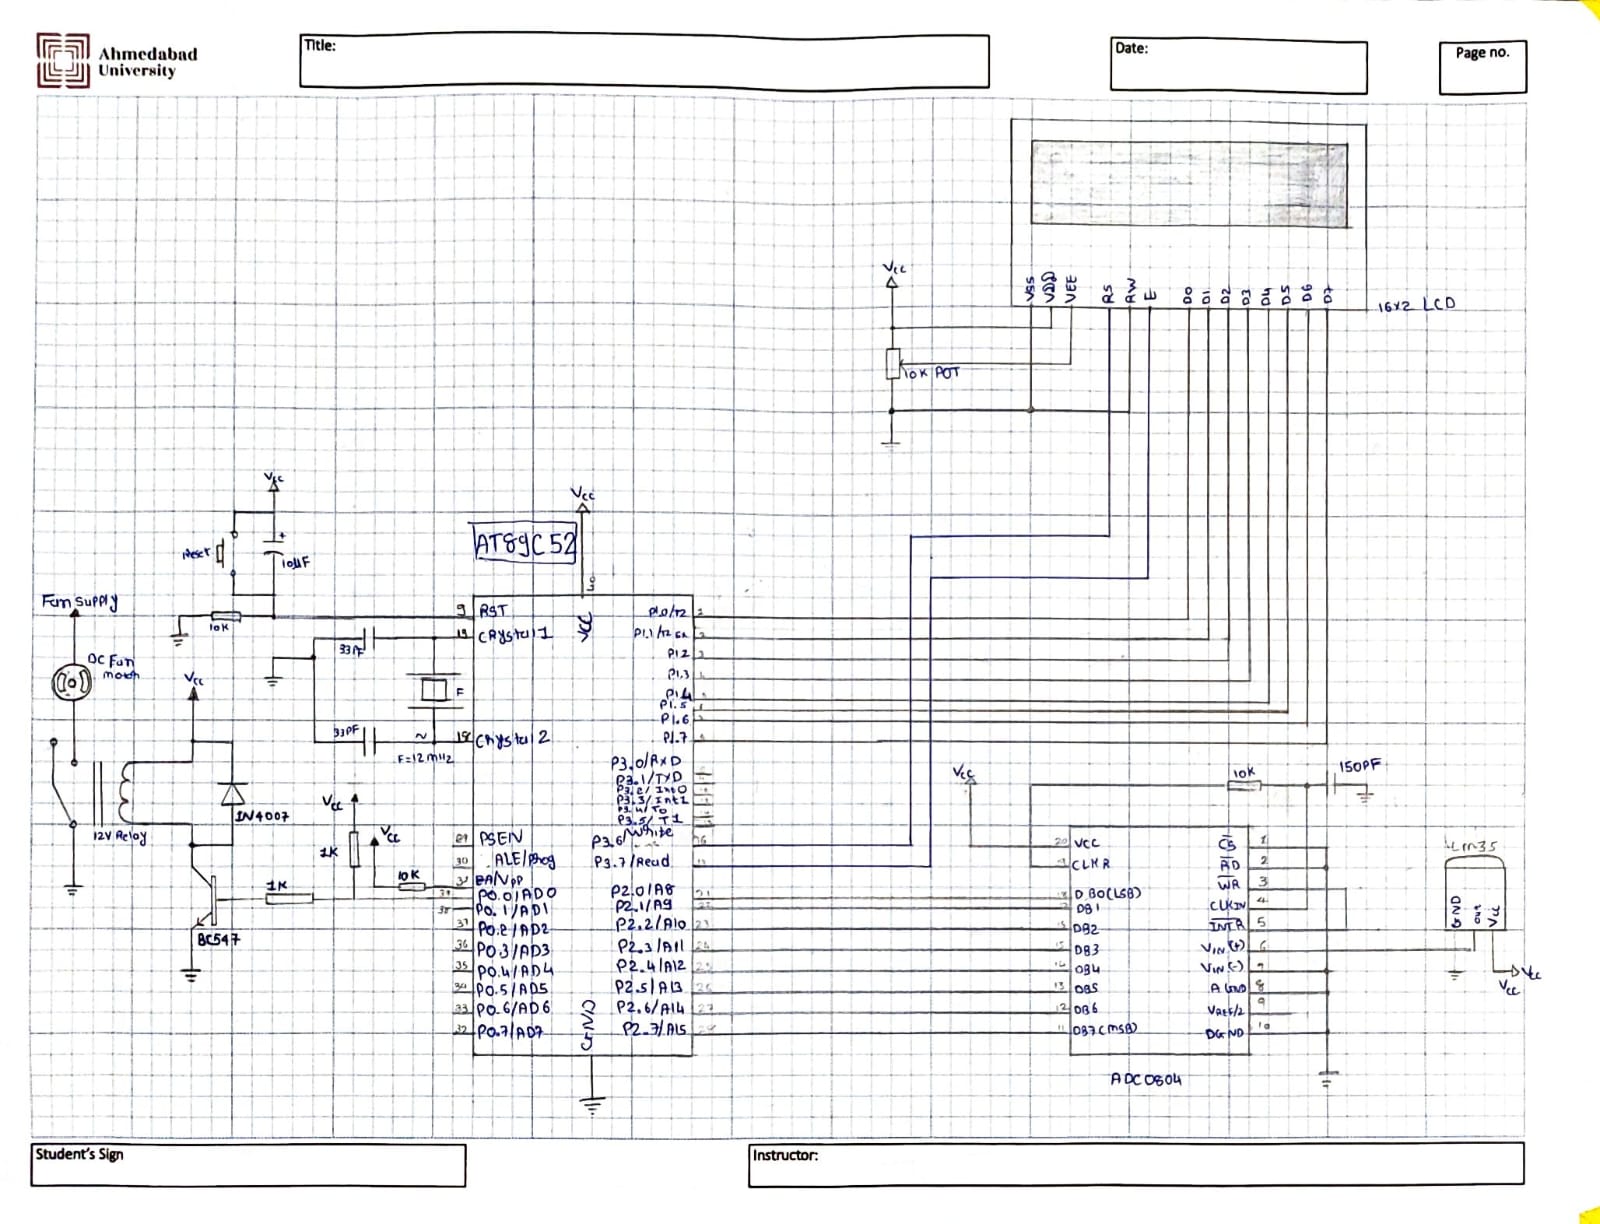 Ahmedabad
University
Title:
Date:
Page no.
VSS
VDD
VEE
RS
RW
E
D0
D1
D2
D3
D4
D5
D6
D7
16x2 LCD
Vcc
10K POT
Vcc
Reset
+
10µF
10K
Vcc
AT89C52
40
VCC
Fan Supply
DC Fan
Vcc
12V Relay
1N4007
BC547
33PF
33PF
F
F=12MHz
Vcc
1K
Vcc
10K
1K
9 RST
19 Crystal 1
18 Crystal 2
29 PSEN
30 ALE/Prog
31 EA/Vpp
39 P0.0/AD0
38 P0.1/AD1
37 P0.2/AD2
36 P0.3/AD3
35 P0.4/AD4
34 P0.5/AD5
33 P0.6/AD6
32 P0.7/AD7
GND
P1.0/T2 1
P1.1/T2 EX 2
P1.2 3
P1.3
P1.4
P1.5
P1.6
P1.7
P3.0/RXD
P3.1/TXD
P3.2/Int0
P3.3/Int1
P3.4/T0
P3.5/T1
P3.6/White
P3.7/Read
P2.0/A8 21
P2.1/A9 22
P2.2/A10 23
P2.3/A11 24
P2.4/A12 25
P2.5/A13 26
P2.6/A14 27
P2.7/A15 28
Vcc
10K
150PF
20 VCC
CLKR
DB0(LSB)
DB1
DB2
DB3
DB4
13 DB5
12 DB6
11 DB7(MSB)
CS 1
RD 2
WR 3
CLKIN 4
INTR 5
VIN(+) 6
VIN(-) 7
A GND 8
VREF/2 9
DGND 10
ADC0804
Lm35
GND
out
Vcc
Vcc
Vcc
Student's Sign
Instructor: